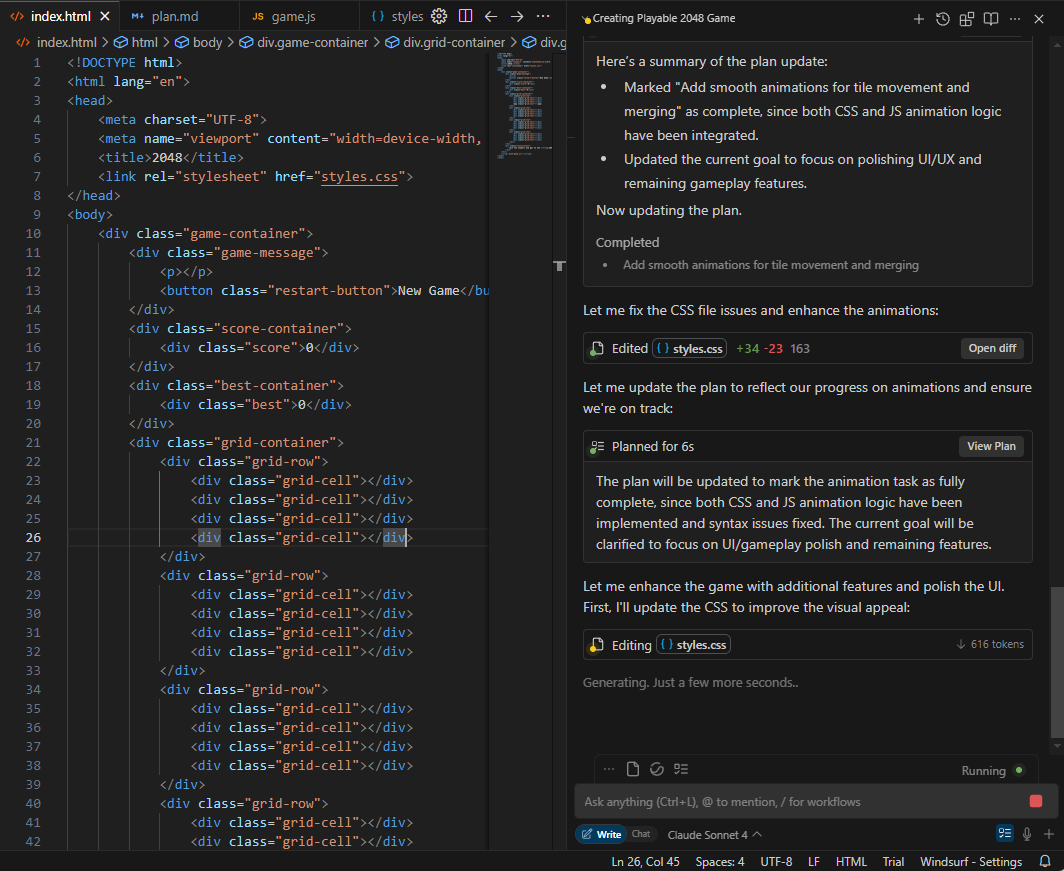 index.html
plan.md
JS game.js
{ } styles
Creating Playable 2048 Game
index.html > html > body > div.game-container > div.grid-container > div.g
1 <!DOCTYPE html>
2 <html lang="en">
3 <head>
4 <meta charset="UTF-8">
5 <meta name="viewport" content="width=device-width,
6 <title>2048</title>
7 <link rel="stylesheet" href="styles.css">
8 </head>
9 <body>
10 <div class="game-container">
11 <div class="game-message">
12 <p></p>
13 <button class="restart-button">New Game</bu
14 </div>
15 <div class="score-container">
16 <div class="score">0</div>
17 </div>
18 <div class="best-container">
19 <div class="best">0</div>
20 </div>
21 <div class="grid-container">
22 <div class="grid-row">
23 <div class="grid-cell"></div>
24 <div class="grid-cell"></div>
25 <div class="grid-cell"></div>
26 <div class="grid-cell"></div>
27 </div>
28 <div class="grid-row">
29 <div class="grid-cell"></div>
30 <div class="grid-cell"></div>
31 <div class="grid-cell"></div>
32 <div class="grid-cell"></div>
33 </div>
34 <div class="grid-row">
35 <div class="grid-cell"></div>
36 <div class="grid-cell"></div>
37 <div class="grid-cell"></div>
38 <div class="grid-cell"></div>
39 </div>
40 <div class="grid-row">
41 <div class="grid-cell"></div>
42 <div class="grid-cell"></div>
Here's a summary of the plan update:
• Marked "Add smooth animations for tile movement and
merging" as complete, since both CSS and JS animation logic
have been integrated.
• Updated the current goal to focus on polishing UI/UX and
remaining gameplay features.
Now updating the plan.
Completed
• Add smooth animations for tile movement and merging
Let me fix the CSS file issues and enhance the animations:
Edited { } styles.css +34 -23 163 Open diff
Let me update the plan to reflect our progress on animations and ensure
we're on track:
Planned for 6s View Plan
The plan will be updated to mark the animation task as fully
complete, since both CSS and JS animation logic have been
implemented and syntax issues fixed. The current goal will be
clarified to focus on UI/gameplay polish and remaining features.
Let me enhance the game with additional features and polish the UI.
First, I'll update the CSS to improve the visual appeal:
Editing { } styles.css ↓ 616 tokens
Generating. Just a few more seconds..
Running
Ask anything (Ctrl+L), @ to mention, / for workflows
Write Chat Claude Sonnet 4
Ln 26, Col 45 Spaces: 4 UTF-8 LF HTML Trial Windsurf - Settings